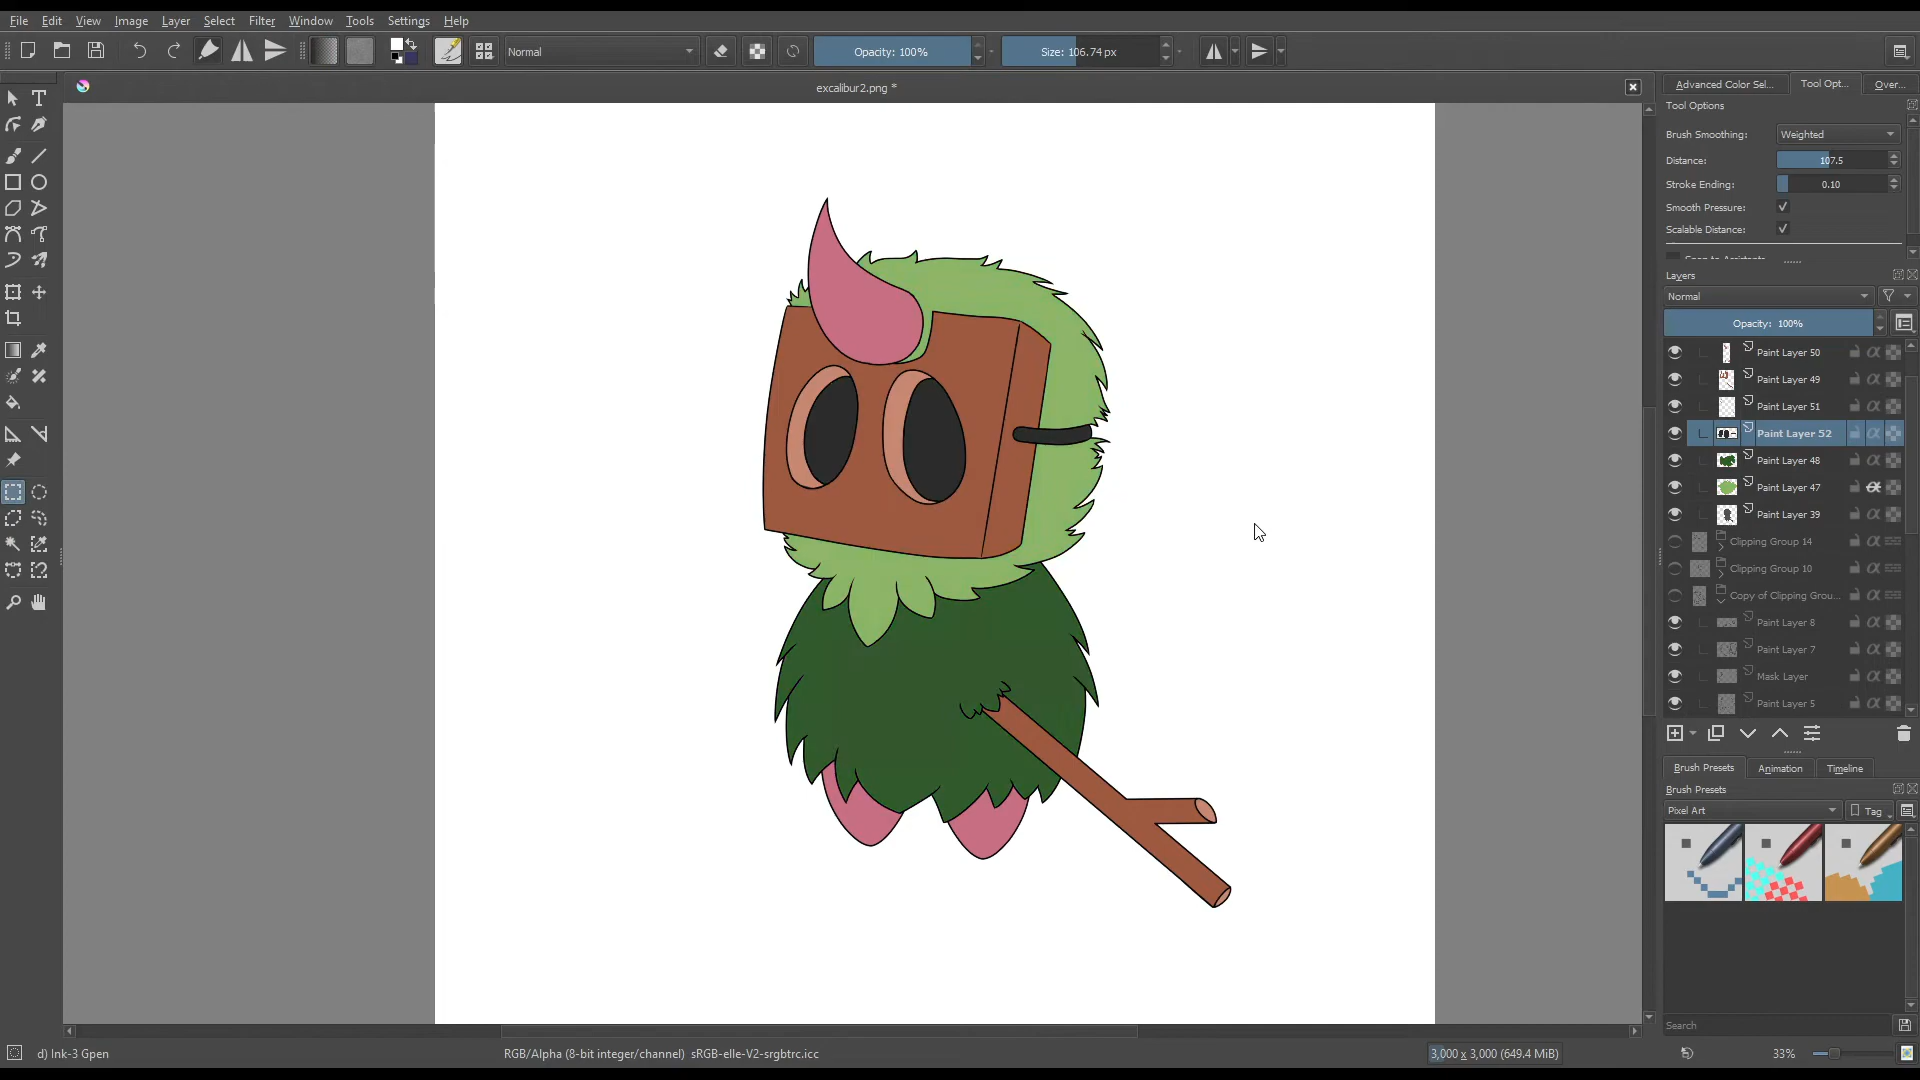 File Edit View Image Layer Select Filter Window Tools Settings Help
Normal Opacity: 100% Size: 106.74 px
excalibur2.png *
Advanced Color Sel... Tool Opt... Over...
Tool Options
Brush Smoothing: Weighted
Distance: 107.5
Stroke Ending: 0.10
Smooth Pressure:
Scalable Distance:
Layers
Normal
Opacity: 100%
Paint Layer 50
Paint Layer 49
Paint Layer 51
Paint Layer 52
Paint Layer 48
Paint Layer 47
Paint Layer 39
Clipping Group 14
Clipping Group 10
Copy of Clipping Grou...
Paint Layer 8
Paint Layer 7
Mask Layer
Paint Layer 5
Brush Presets Animation Timeline
Brush Presets
Pixel Art Tag
Search
d) Ink-3 Gpen RGB/Alpha (8-bit integer/channel) sRGB-elle-V2-srgbtrc.icc 3,000 x 3,000 (649.4 MiB) 33%